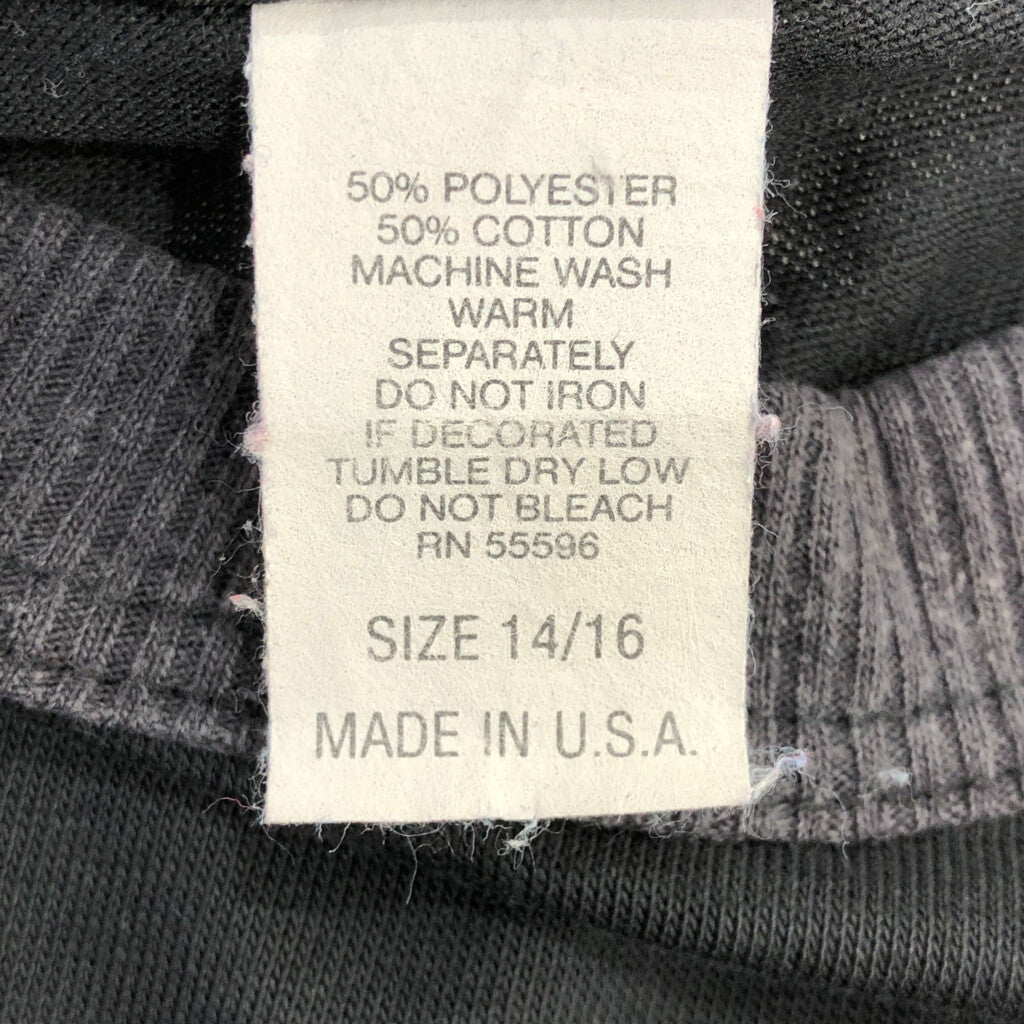 50% POLYESTER
50% COTTON
MACHINE WASH
WARM
SEPARATELY
DO NOT IRON
IF DECORATED
TUMBLE DRY LOW
DO NOT BLEACH
RN 55596
SIZE 14/16
MADE IN U.S.A.